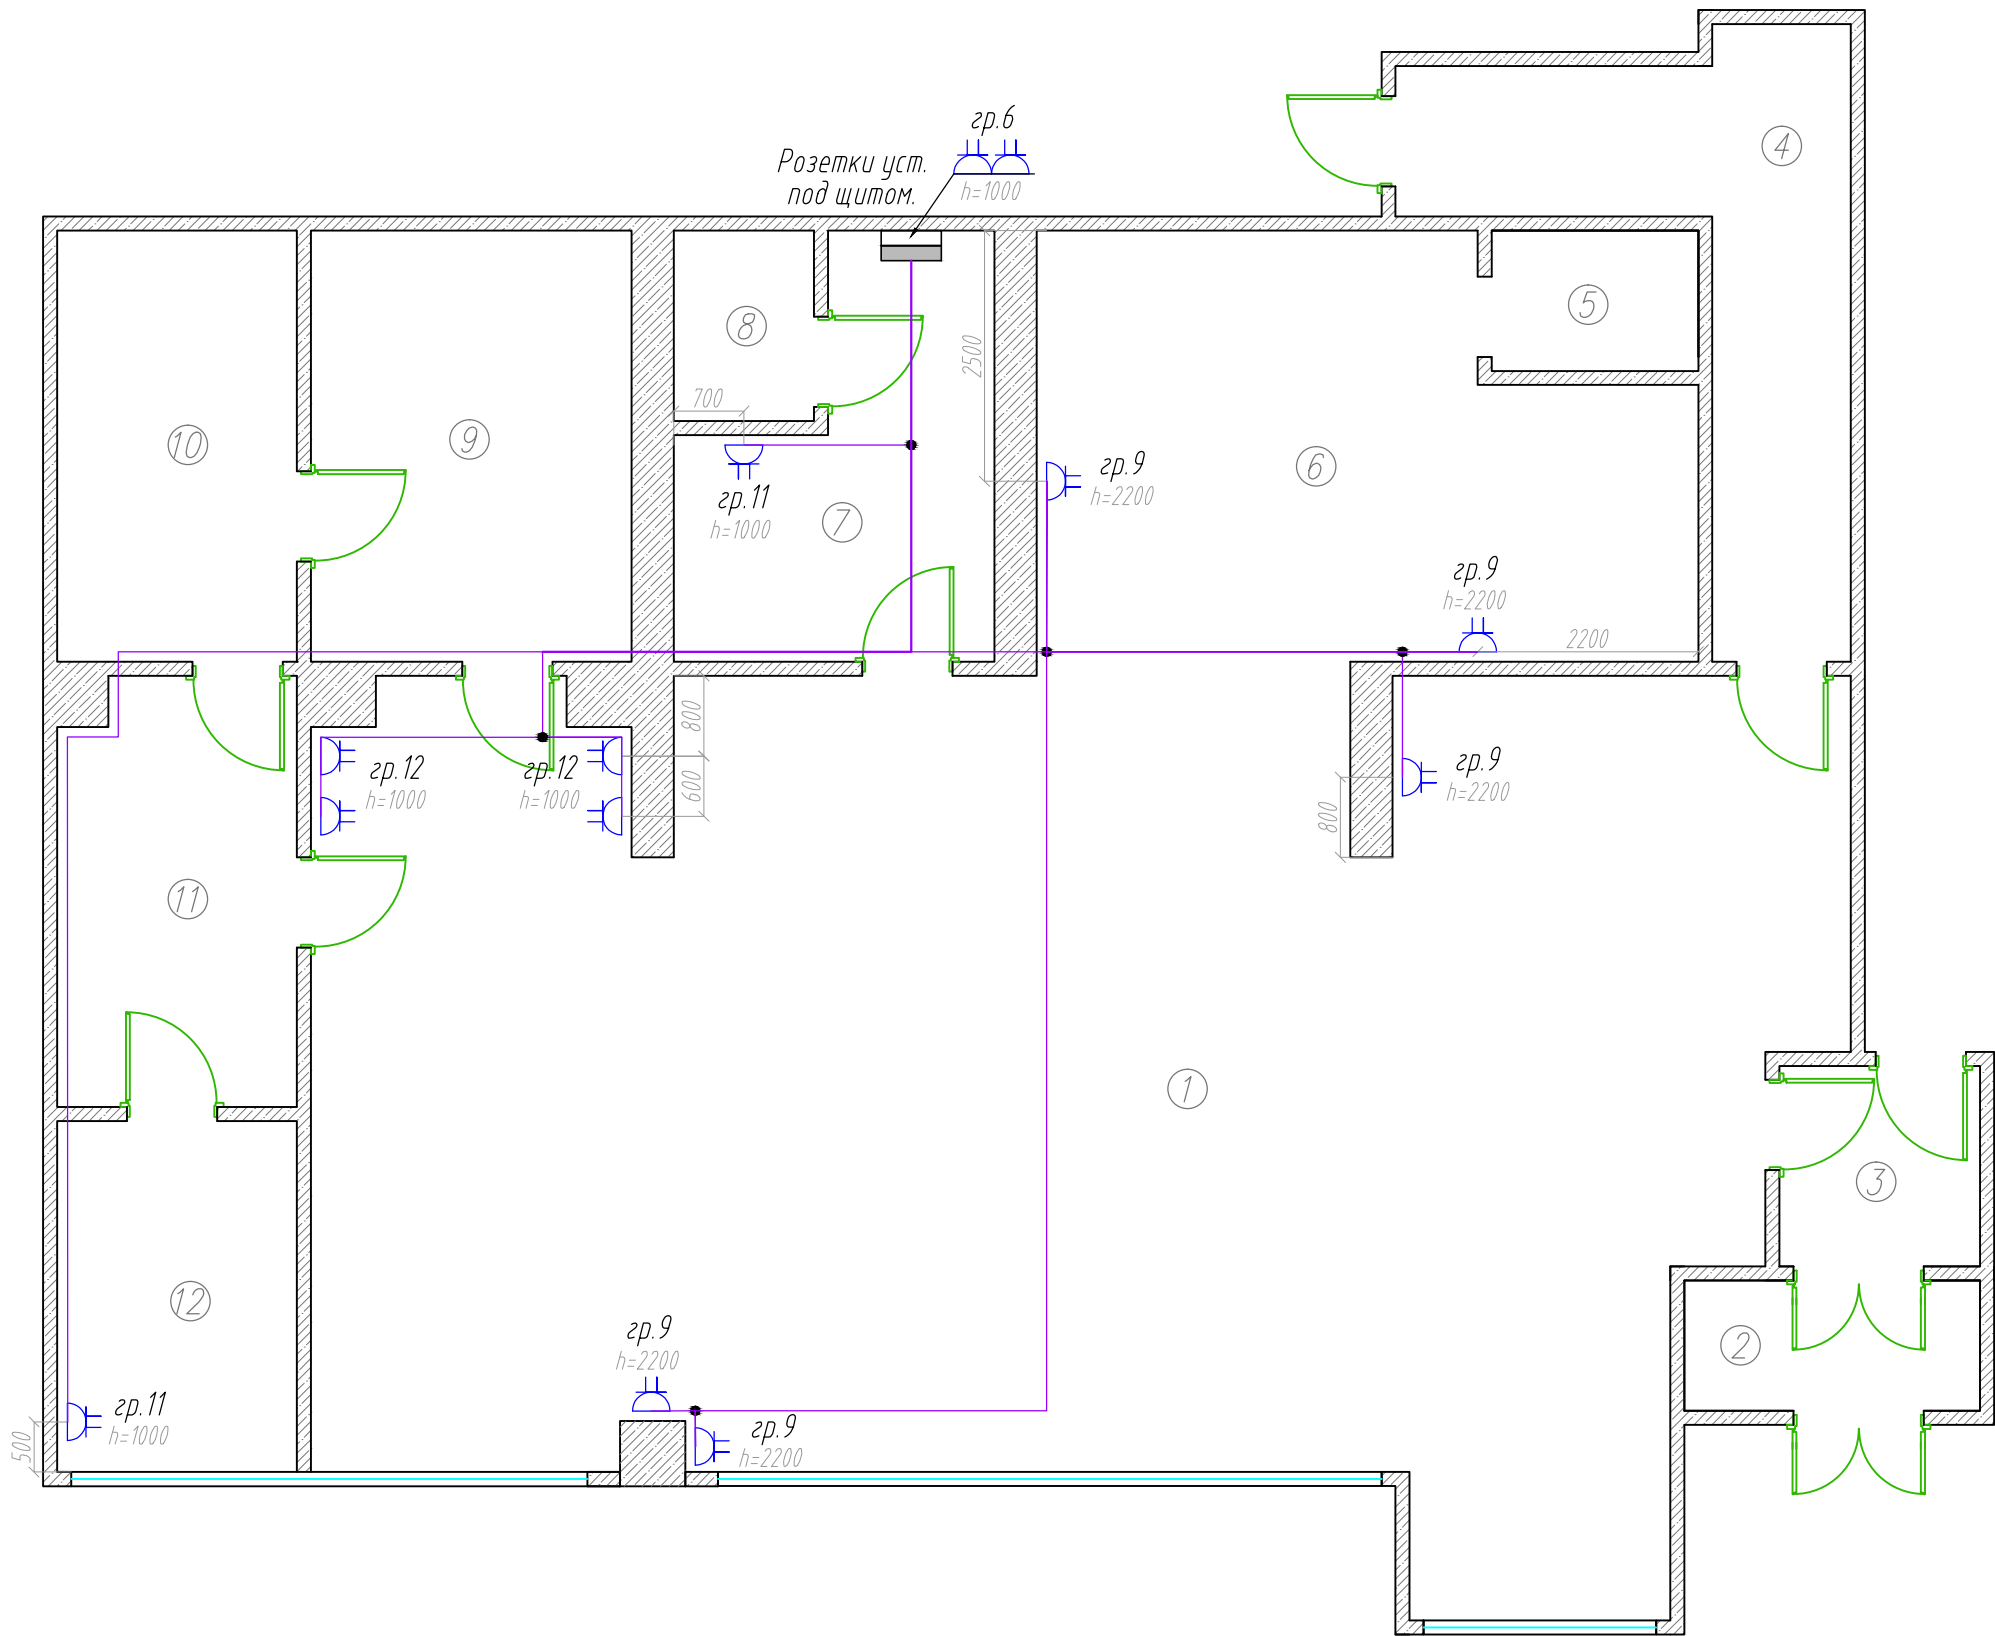 гр.6
4
Розетки уст.
под щитом.
h=1000
5
8
2500
700
10
9
6
гр.9
h=2200
гр.11
h=1000
7
гр.9
h=2200
2200
800
гр.12
h=1000
гр.12
h=1000
600
гр.9
h=2200
800
11
1
3
12
2
гр.9
h=2200
гр.11
h=1000
гр.9
h=2200
500